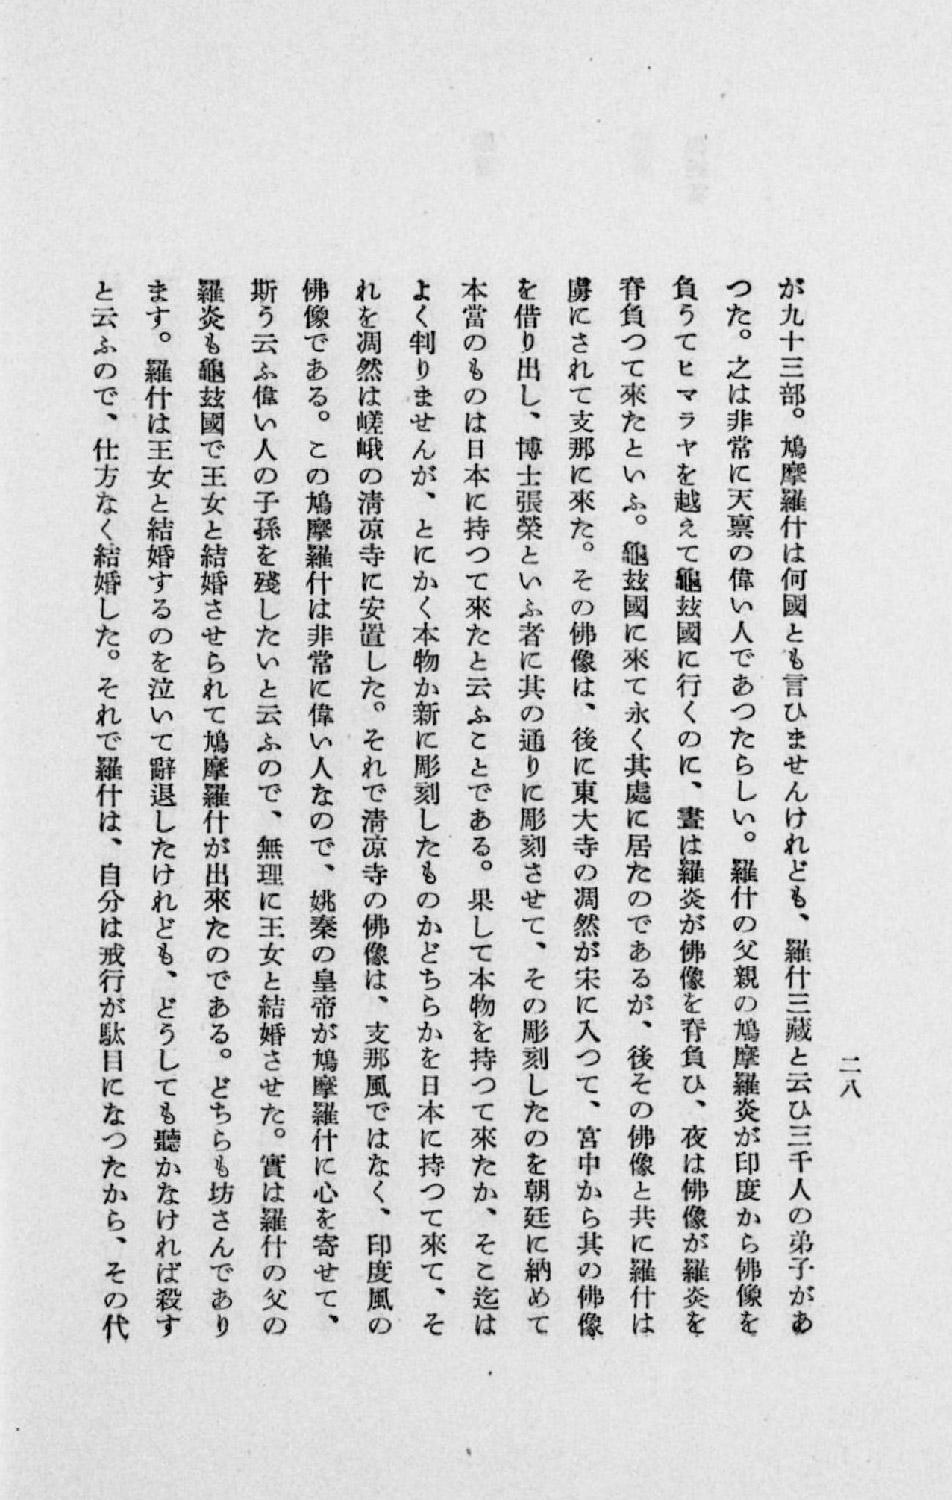 二八
が九十三部。鳩摩羅什は何國とも言ひませんけれども、羅什三藏と云ひ三千人の弟子があ
つた。之は非常に天禀の偉い人であつたらしい。羅什の父親の鳩摩羅炎が印度から佛像を
負うてヒマラヤを越えて龜玆國に行くのに、晝は羅炎が佛像を脊負ひ、夜は佛像が羅炎を
脊負つて來たといふ。龜玆國に來て永く其處に居たのであるが、後その佛像と共に羅什は
虜にされて支那に來た。その佛像は、後に東大寺の凋然が宋に入つて、宮中から其の佛像
を借り出し、博士張榮といふ者に其の通りに彫刻させて、その彫刻したのを朝廷に納めて
本當のものは日本に持つて來たと云ふことである。果して本物を持つて來たか、そこ迄は
よく判りませんが、とにかく本物か新に彫刻したものかどちらかを日本に持つて來て、そ
れを凋然は嵯峨の淸凉寺に安置した。それで淸凉寺の佛像は、支那風ではなく、印度風の
佛像である。この鳩摩羅什は非常に偉い人なので、姚秦の皇帝が鳩摩羅什に心を寄せて、
斯う云ふ偉い人の子孫を殘したいと云ふので、無理に王女と結婚させた。實は羅什の父の
羅炎も龜玆國で王女と結婚させられて鳩摩羅什が出來たのである。どちらも坊さんであり
ます。羅什は王女と結婚するのを泣いて辭退したけれども、どうしても聽かなければ殺す
と云ふので、仕方なく結婚した。それで羅什は、自分は戒行が駄目になつたから、その代